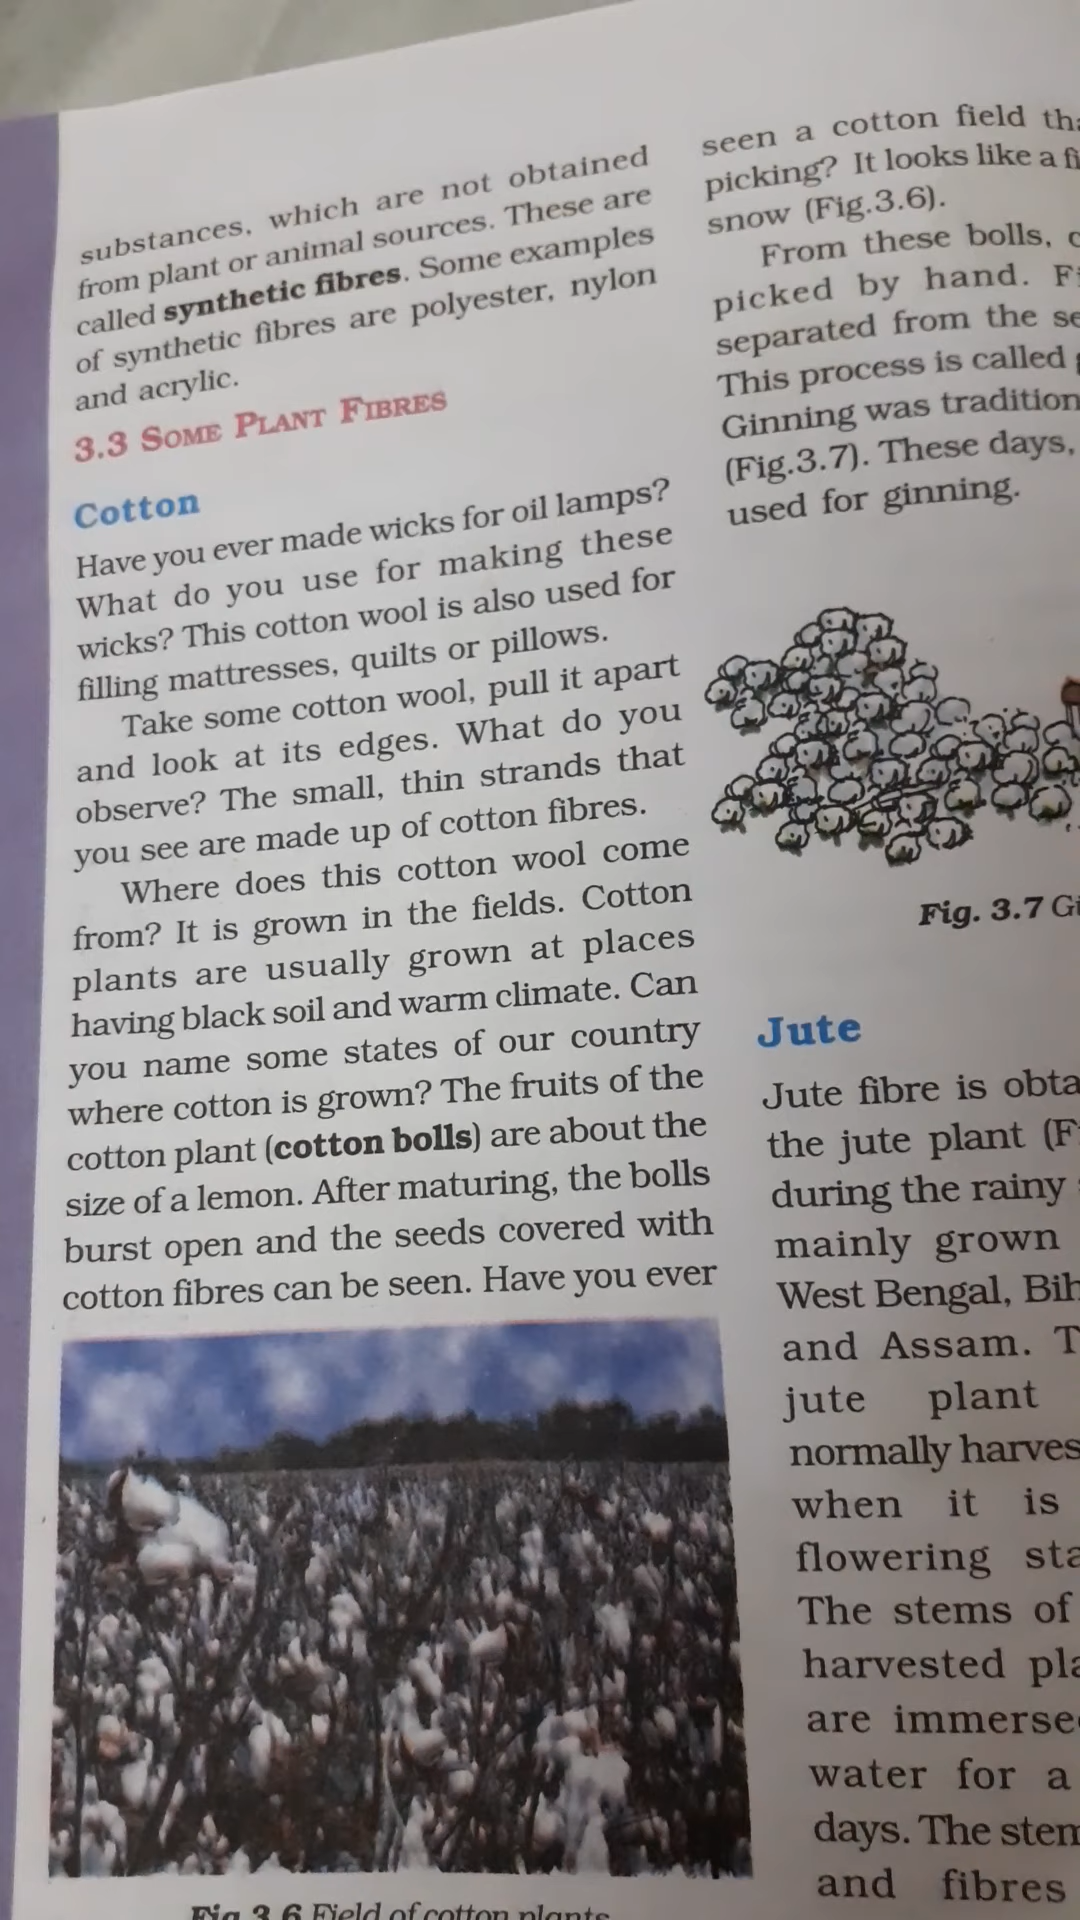 substances, which are not obtained
from plant or animal sources. These are
called synthetic fibres. Some examples
of synthetic fibres are polyester, nylon
and acrylic.
3.3 SOME PLANT FIBRES
Cotton
Have you ever made wicks for oil lamps?
What do you use for making these
wicks? This cotton wool is also used for
filling mattresses, quilts or pillows.
Take some cotton wool, pull it apart
and look at its edges. What do you
observe? The small, thin strands that
you see are made up of cotton fibres.
Where does this cotton wool come
from? It is grown in the fields. Cotton
plants are usually grown at places
having black soil and warm climate. Can
you name some states of our country
where cotton is grown? The fruits of the
cotton plant (cotton bolls) are about the
size of a lemon. After maturing, the bolls
burst open and the seeds covered with
cotton fibres can be seen. Have you ever
Fig 3.6 Field of cotton plants
seen a cotton field
picking? It looks like a
snow (Fig.3.6).
From these bolls,
picked by hand.
separated from the
This process is called
Ginning was
(Fig.3.7). These days,
used for ginning.
Fig. 3.7
Jute
Jute fibre is
the jute plant
during the rainy
mainly grown
West Bengal,
and Assam.
jute plant
normally
when it is
flowering
The stems of
harvested
are
water for a
days. The
and fibres